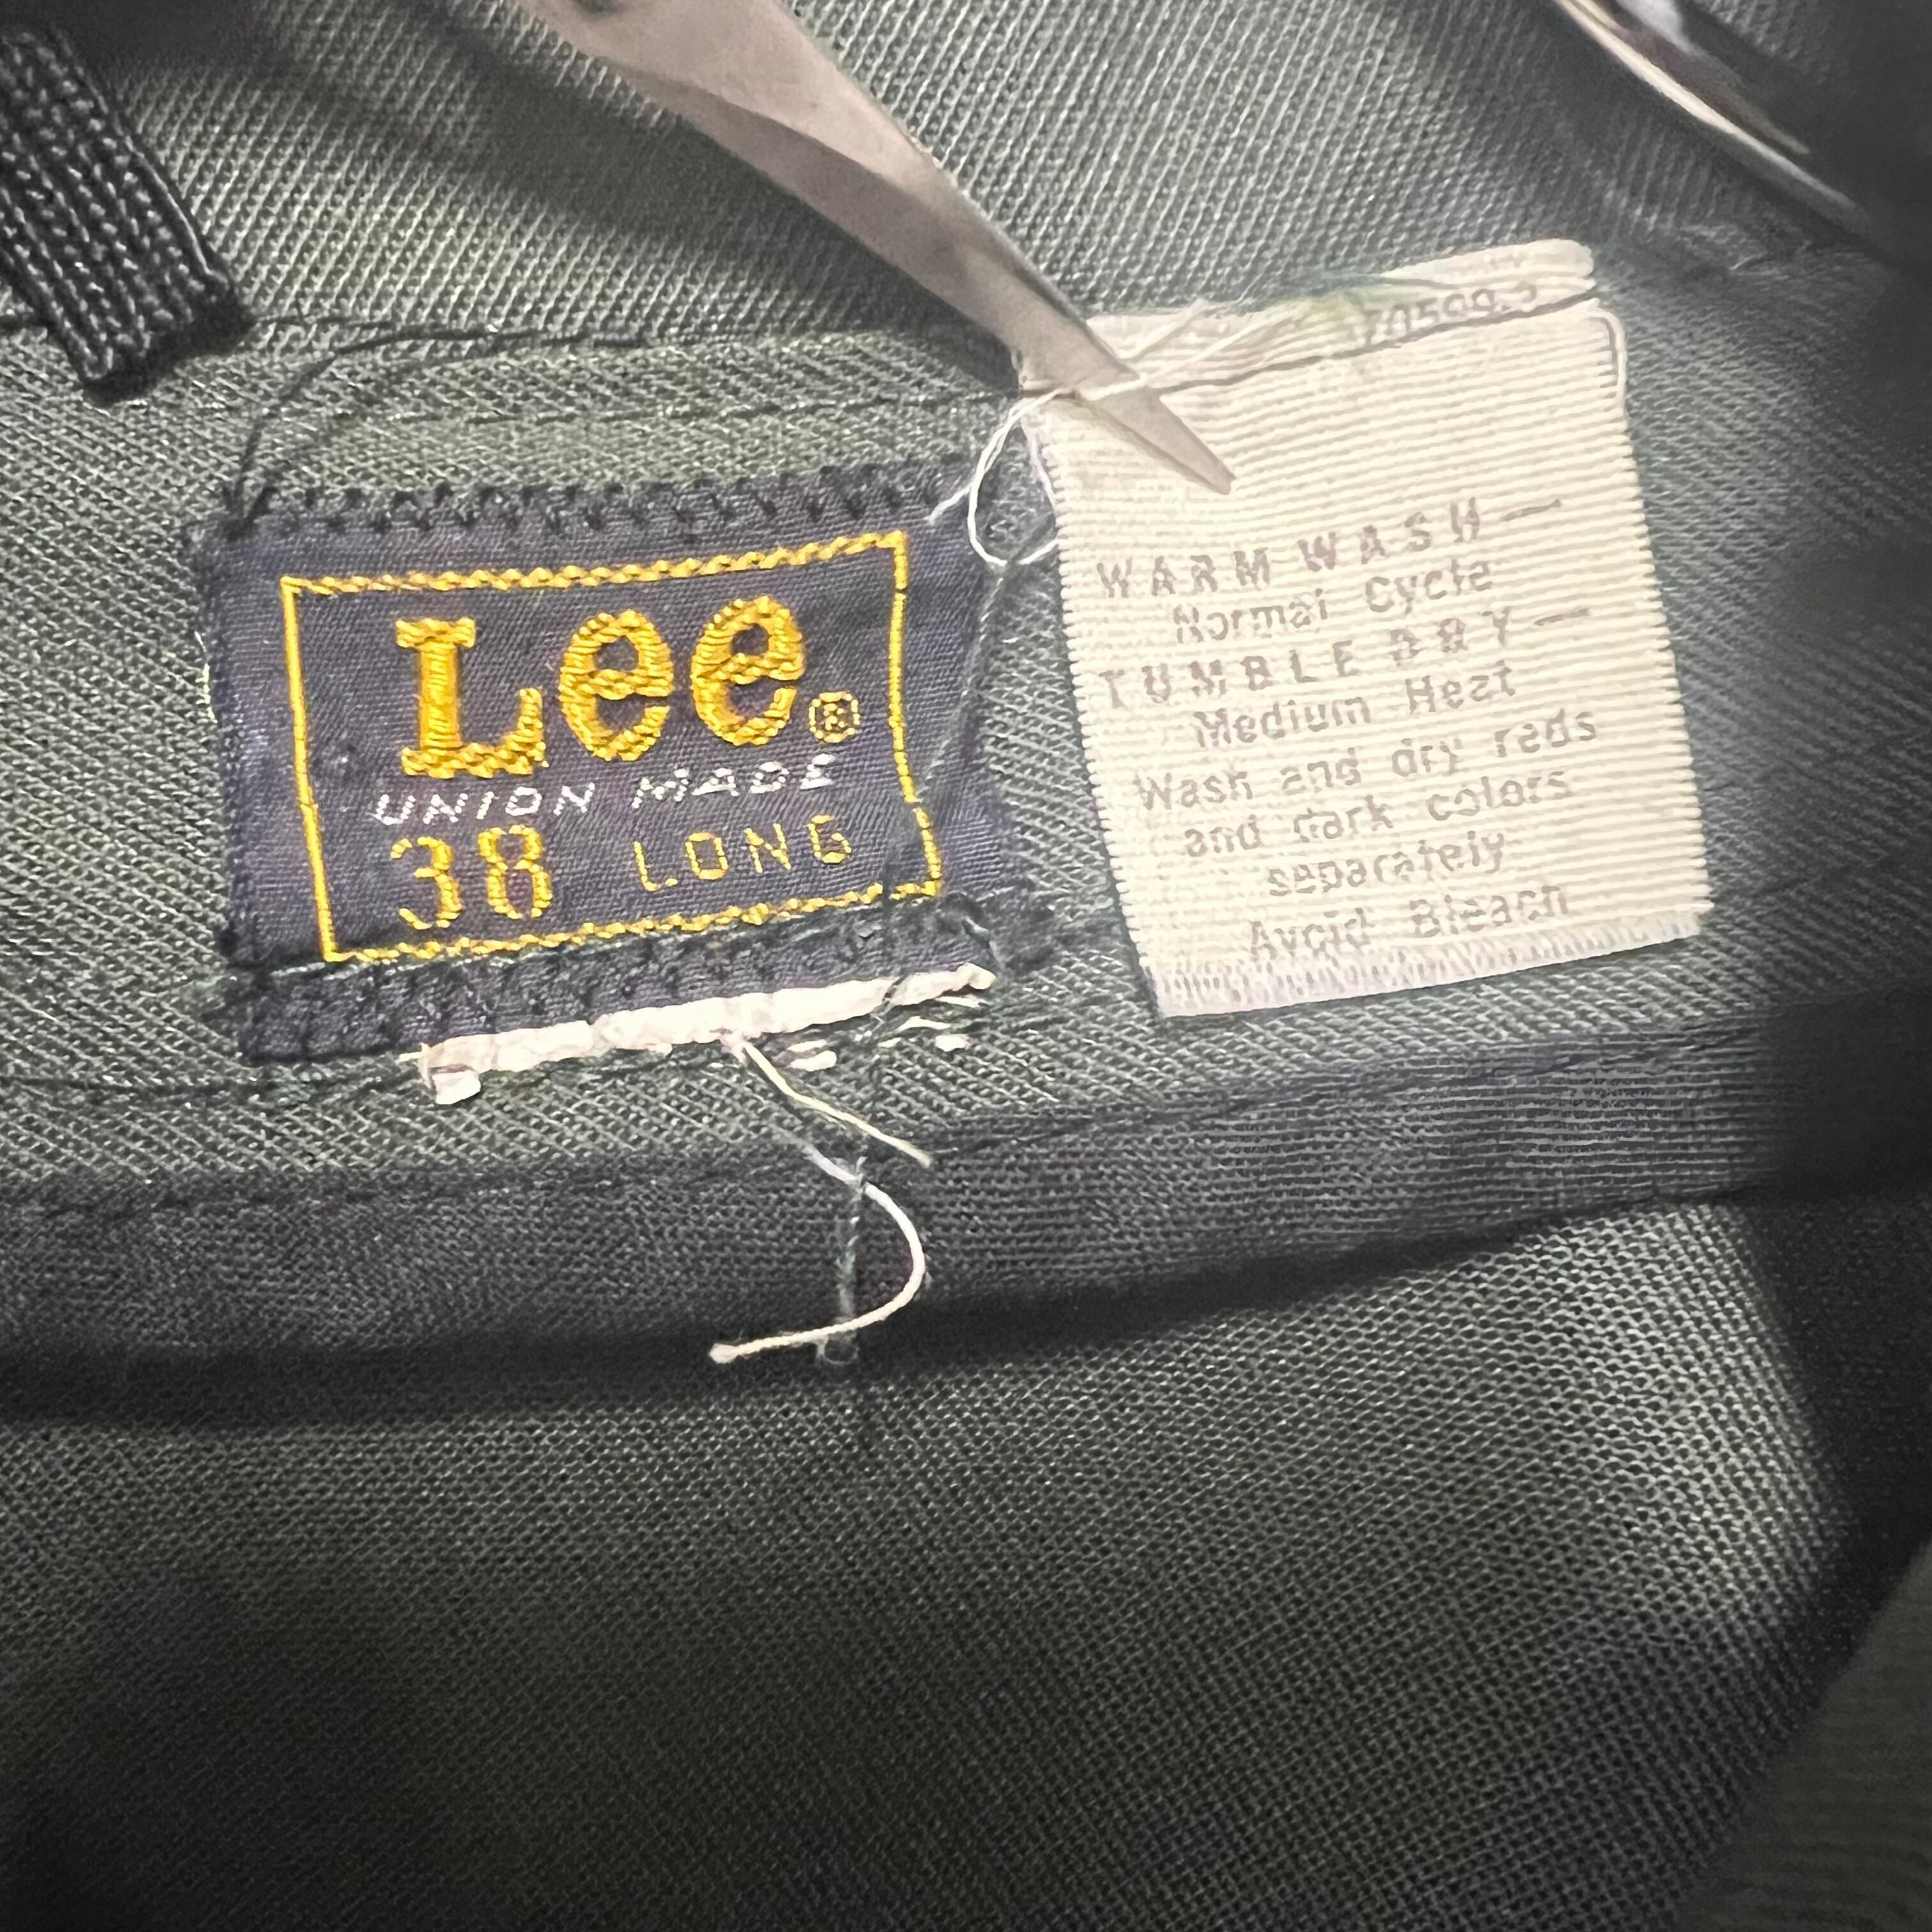 Lee®
UNION MADE
38 LONG
WARM WASH—
Normal Cycle
TUMBLE DRY—
Medium Heat
Wash and dry reds
and dark colors
separately
Avoid Bleach